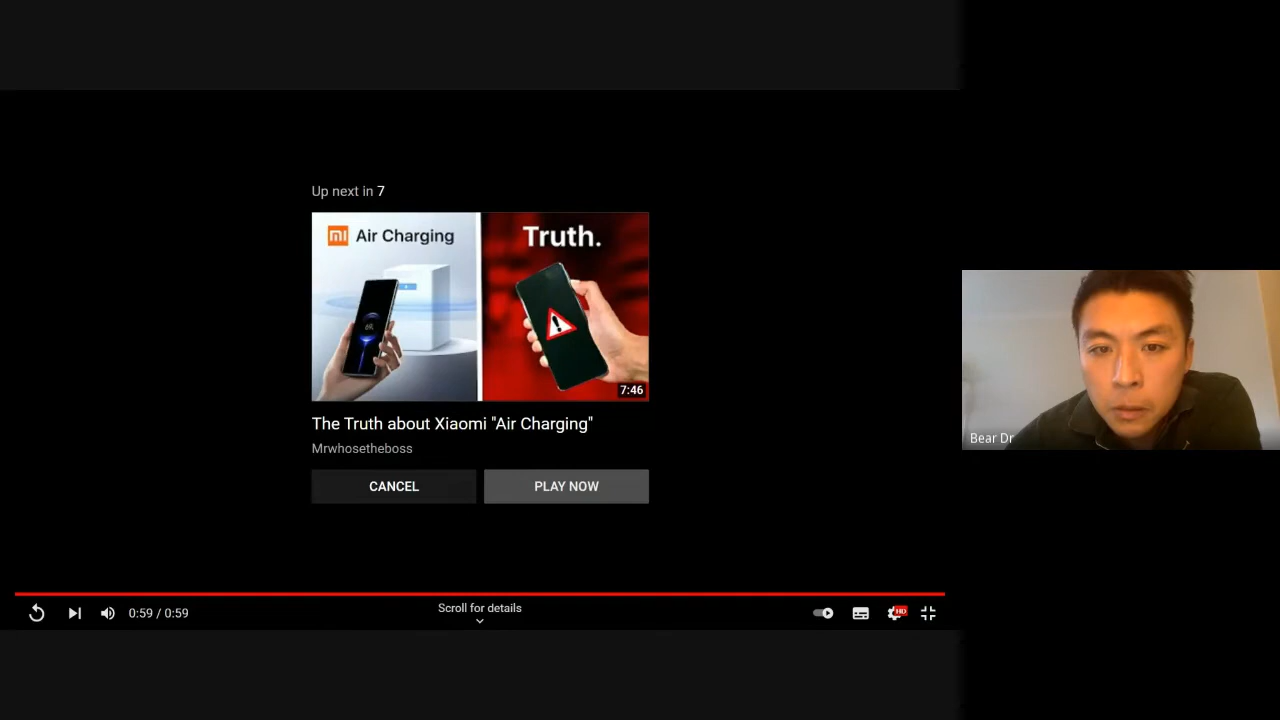 Up next in 7
mi Air Charging
Truth.
7:46
The Truth about Xiaomi "Air Charging"
Mrwhosetheboss
CANCEL
PLAY NOW
Bear Dr
0:59 / 0:59
Scroll for details
HD